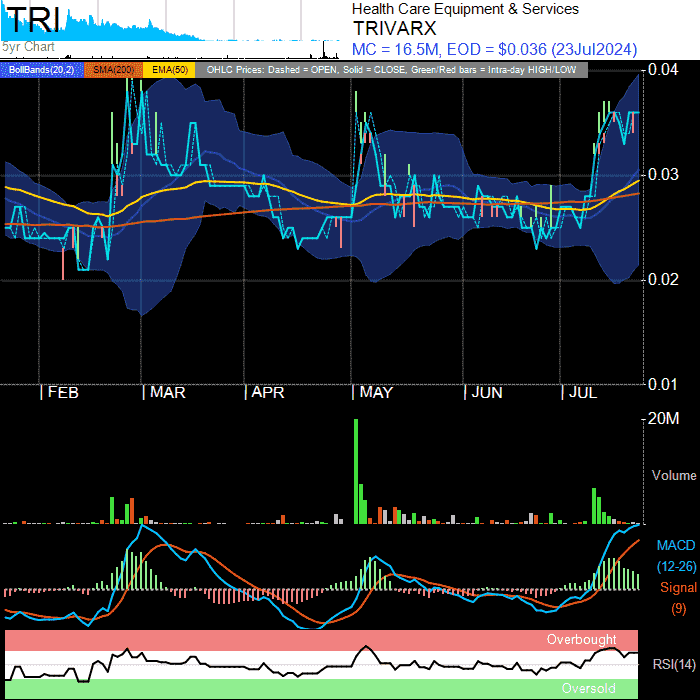 TRI
5yr Chart
Health Care Equipment & Services
TRIVARX
MC = 16.5M, EOD = $0.036 (23Jul2024)
BollBands(20,2) SMA(200) EMA(50) OHLC Prices: Dashed = OPEN, Solid = CLOSE, Green/Red bars = Intra-day HIGH/LOW
0.04
0.03
0.02
0.01
FEB MAR APR MAY JUN JUL
20M
Volume
MACD
(12-26)
Signal
(9)
Overbought
RSI(14)
Oversold